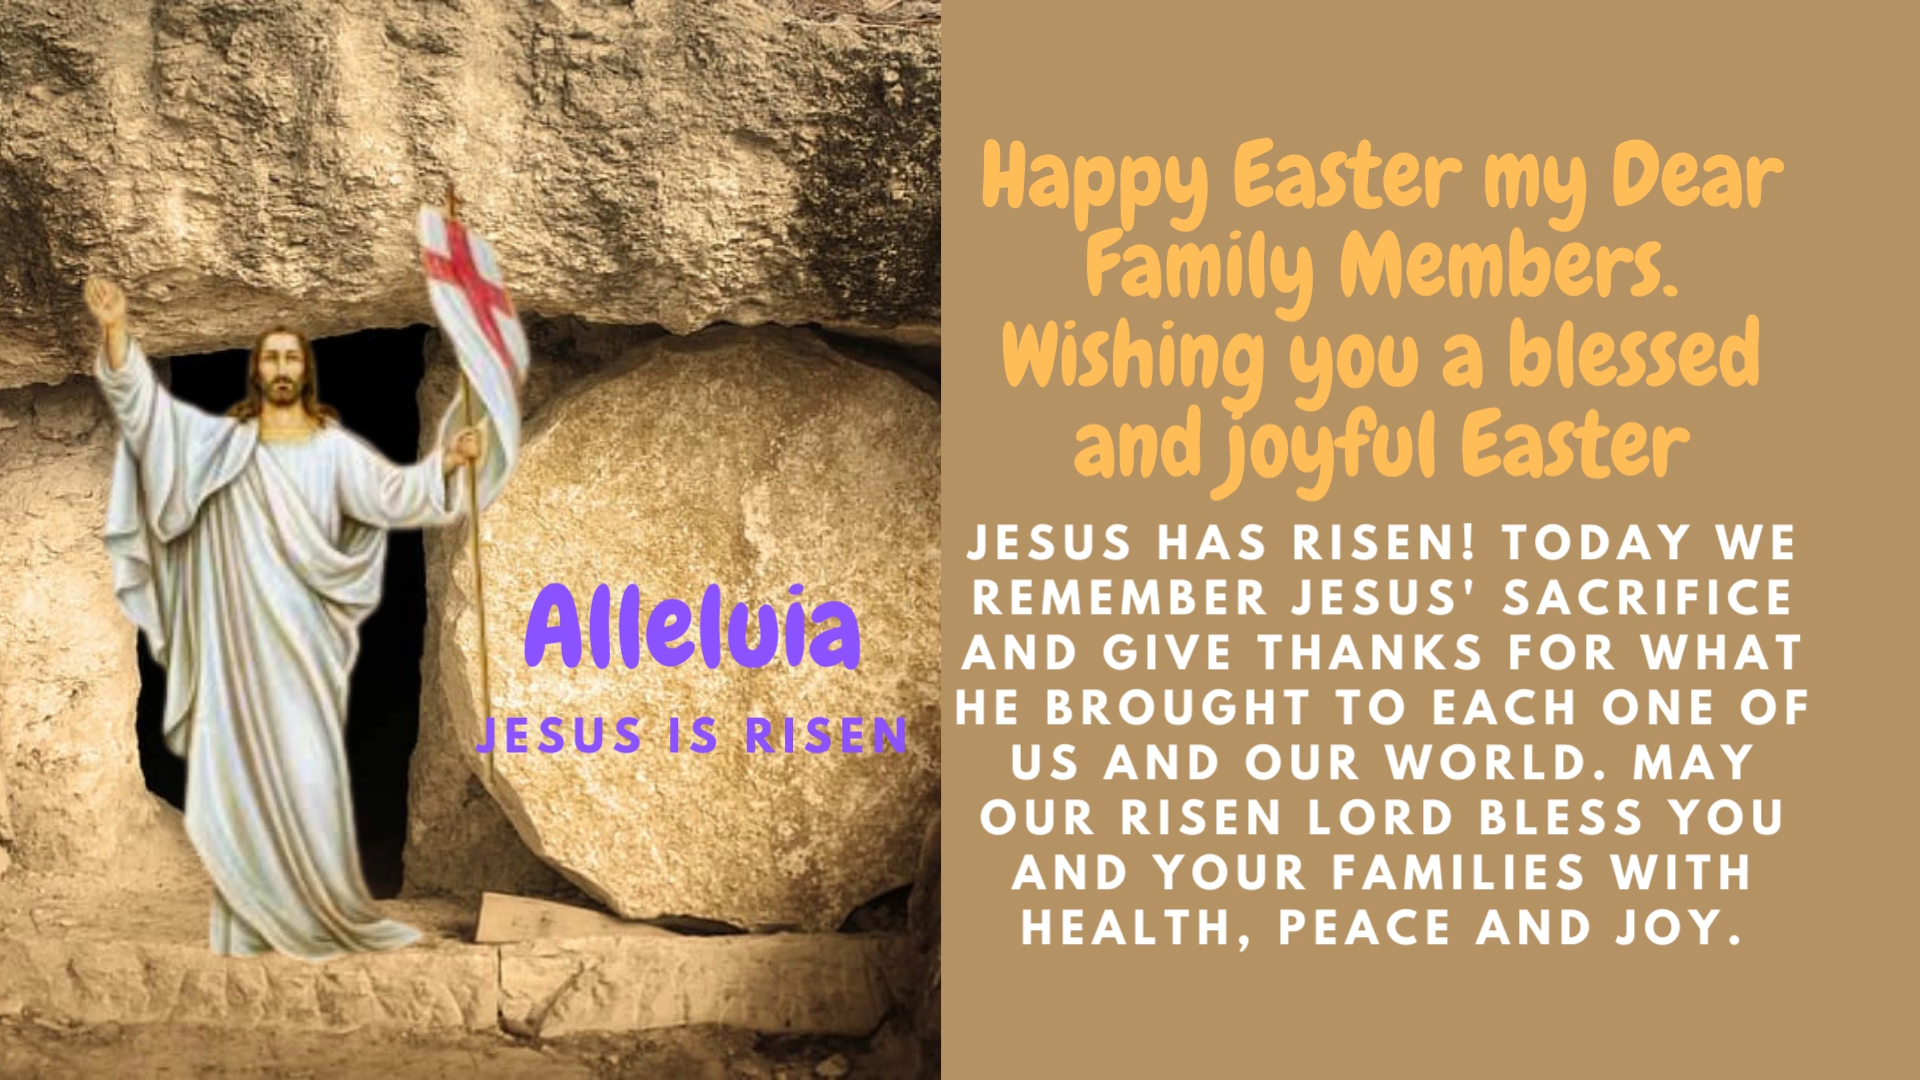 Alleluia
JESUS IS RISEN
Happy Easter my Dear
Family Members.
Wishing you a blessed
and joyful Easter
JESUS HAS RISEN! TODAY WE
REMEMBER JESUS' SACRIFICE
AND GIVE THANKS FOR WHAT
HE BROUGHT TO EACH ONE OF
US AND OUR WORLD. MAY
OUR RISEN LORD BLESS YOU
AND YOUR FAMILIES WITH
HEALTH, PEACE AND JOY.